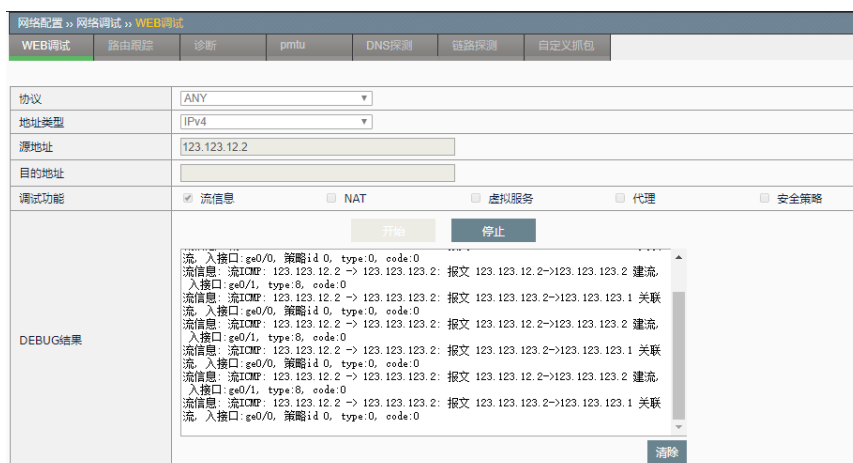 网络配置 » 网络调试 » WEB调试
WEB调试 路由跟踪 诊断 pmtu DNS探测 链路探测 自定义抓包
协议 ANY
地址类型 IPv4
源地址 123.123.12.2
目的地址
调试功能 流信息 NAT 虚拟服务 代理 安全策略
开始 停止
DEBUG结果
流, 入接口:ge0/0, 策略id 0, type:0, code:0
流信息: 流ICMP: 123.123.12.2 -> 123.123.123.2: 报文 123.123.12.2->123.123.123.2 建流,
入接口:ge0/1, type:8, code:0
流信息: 流ICMP: 123.123.12.2 -> 123.123.123.2: 报文 123.123.123.2->123.123.123.1 关联
流, 入接口:ge0/0, 策略id 0, type:0, code:0
流信息: 流ICMP: 123.123.12.2 -> 123.123.123.2: 报文 123.123.12.2->123.123.123.2 建流,
入接口:ge0/1, type:8, code:0
流信息: 流ICMP: 123.123.12.2 -> 123.123.123.2: 报文 123.123.123.2->123.123.123.1 关联
流, 入接口:ge0/0, 策略id 0, type:0, code:0
流信息: 流ICMP: 123.123.12.2 -> 123.123.123.2: 报文 123.123.12.2->123.123.123.2 建流,
入接口:ge0/1, type:8, code:0
流信息: 流ICMP: 123.123.12.2 -> 123.123.123.2: 报文 123.123.123.2->123.123.123.1 关联
流, 入接口:ge0/0, 策略id 0, type:0, code:0
清除